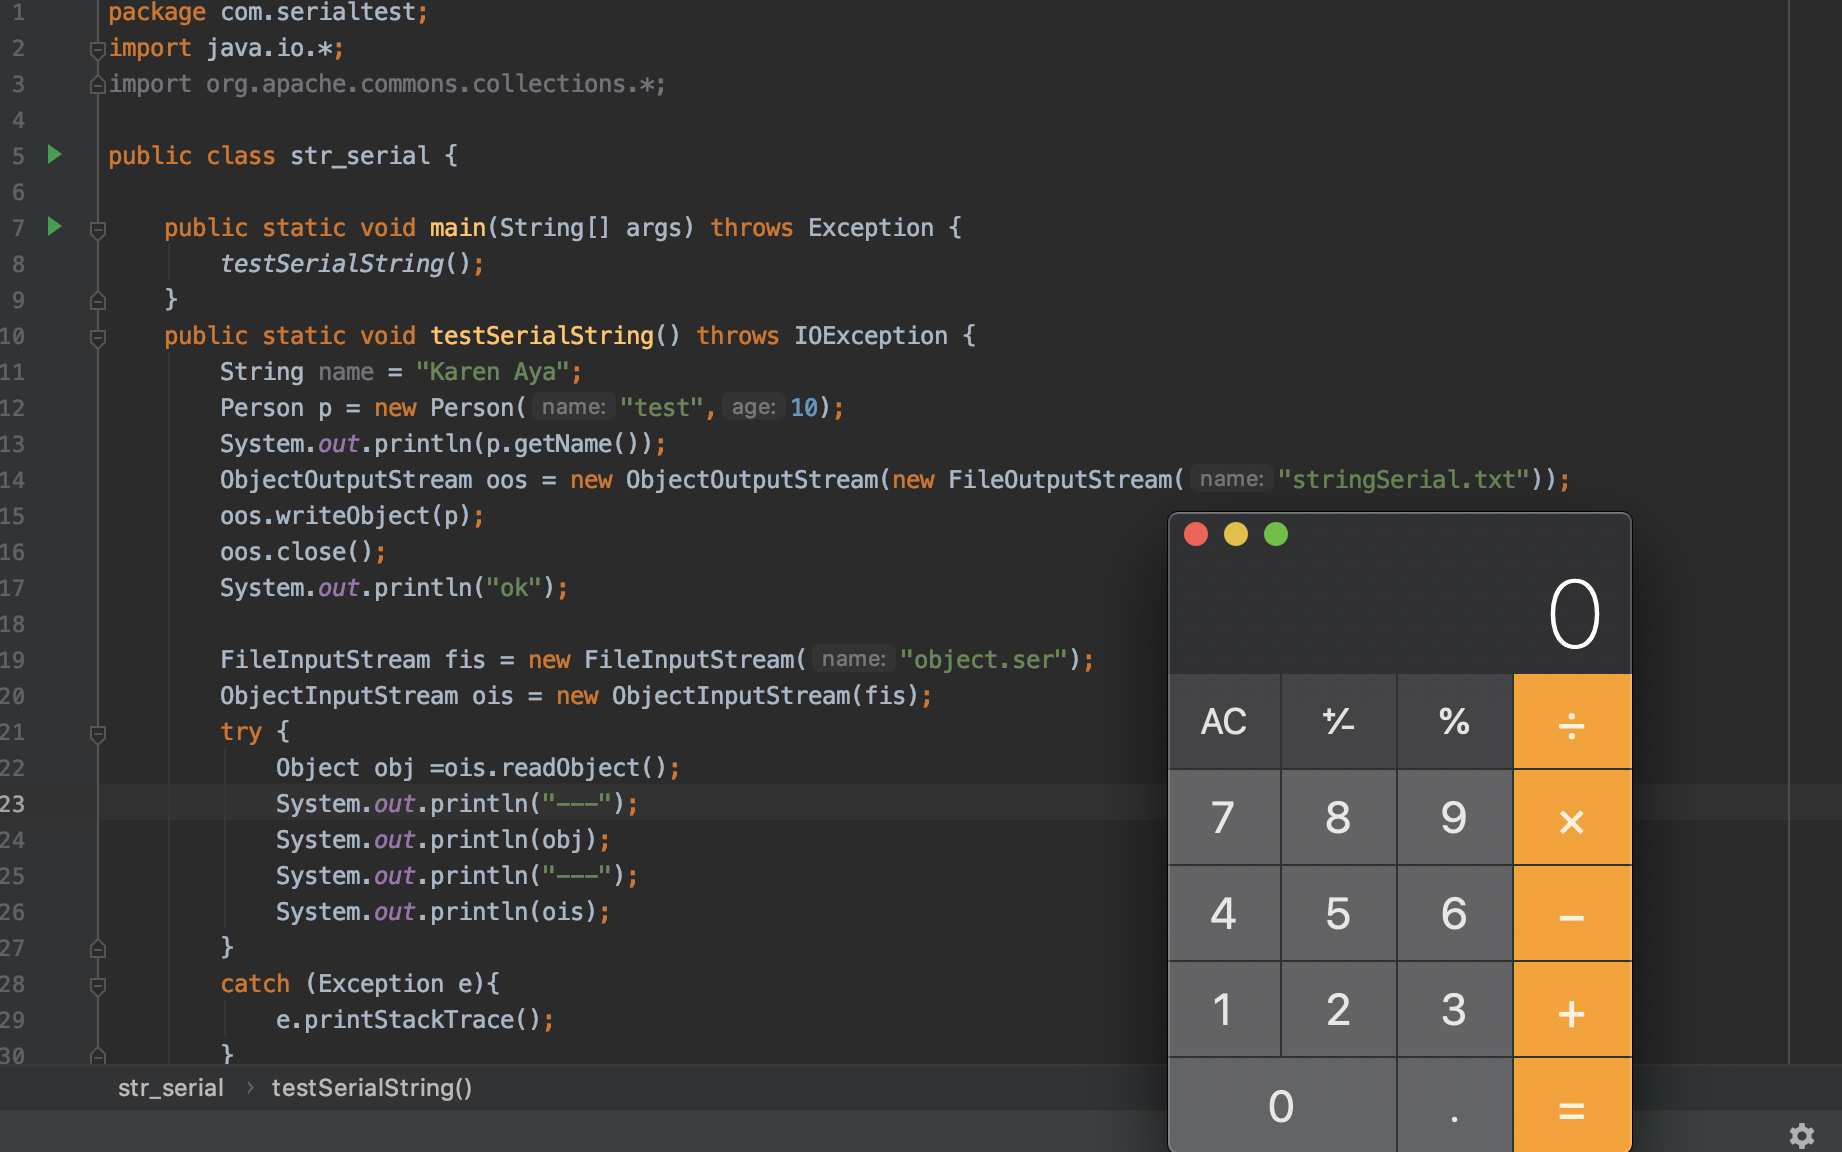 1 package com.serialtest;
2 import java.io.*;
3 import org.apache.commons.collections.*;
4
5 public class str_serial {
6
7 public static void main(String[] args) throws Exception {
8 testSerialString();
9 }
10 public static void testSerialString() throws IOException {
11 String name = "Karen Aya";
12 Person p = new Person( name: "test", age: 10);
13 System.out.println(p.getName());
14 ObjectOutputStream oos = new ObjectOutputStream(new FileOutputStream( name: "stringSerial.txt"));
15 oos.writeObject(p);
16 oos.close();
17 System.out.println("ok");
18
19 FileInputStream fis = new FileInputStream( name: "object.ser");
20 ObjectInputStream ois = new ObjectInputStream(fis);
21 try {
22 Object obj =ois.readObject();
23 System.out.println("---");
24 System.out.println(obj);
25 System.out.println("---");
26 System.out.println(ois);
27 }
28 catch (Exception e){
29 e.printStackTrace();
30 }
str_serial › testSerialString()
0
AC +/- % ÷
7 8 9 ×
4 5 6 −
1 2 3 +
0 . =